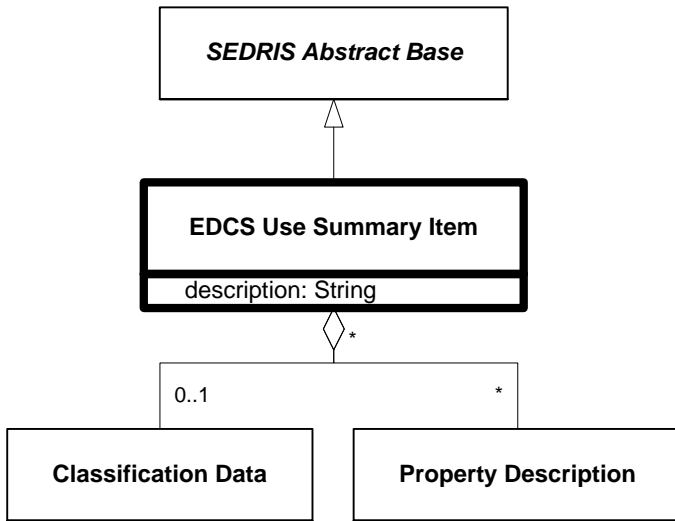 SEDRIS Abstract Base
EDCS Use Summary Item
description: String
*
0..1
*
Classification Data
Property Description